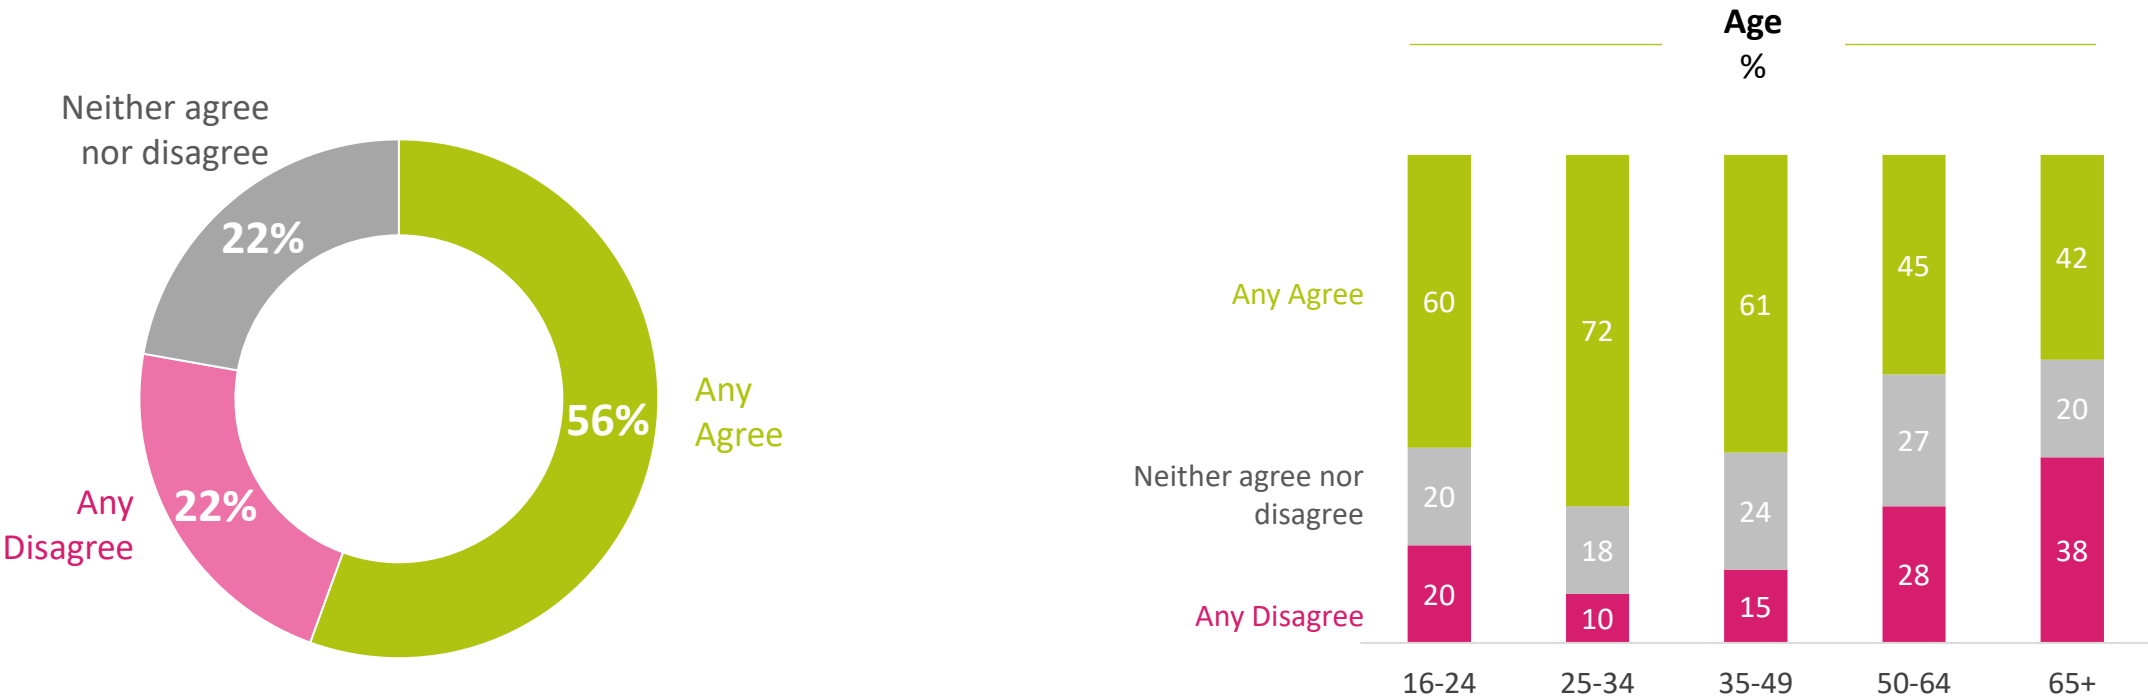 Neither agree
nor disagree
22%
Any
Agree
56%
Any
Disagree
22%
Age
%
Any Agree
60
72
61
45
42
Neither agree nor
disagree
20
18
24
27
20
Any Disagree
20
10
15
28
38
16-24
25-34
35-49
50-64
65+